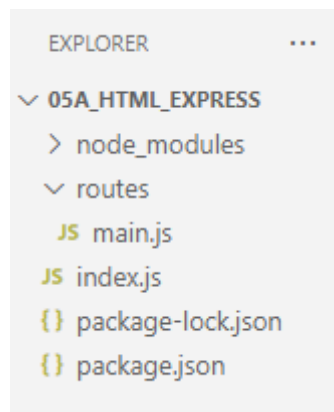 EXPLORER ...
05A_HTML_EXPRESS
node_modules
routes
JS main.js
JS index.js
{} package-lock.json
{} package.json